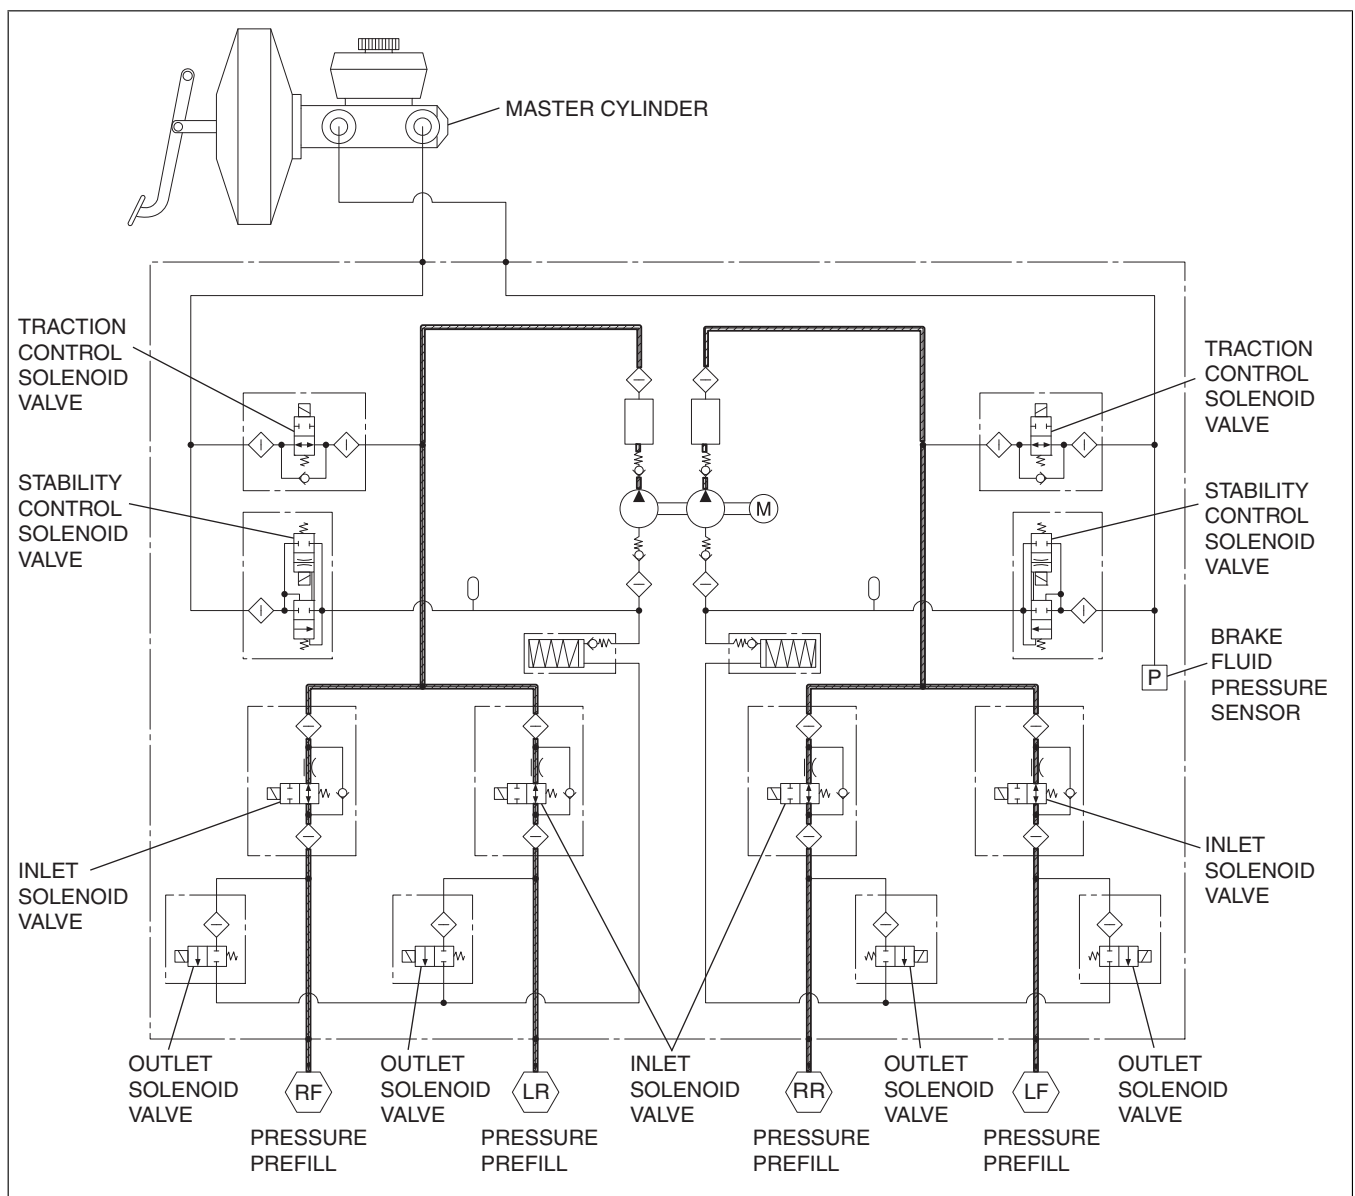 MASTER CYLINDER
TRACTION
CONTROL
SOLENOID
VALVE
TRACTION
CONTROL
SOLENOID
VALVE
STABILITY
CONTROL
SOLENOID
VALVE
STABILITY
CONTROL
SOLENOID
VALVE
M
BRAKE
FLUID
PRESSURE
SENSOR
P
INLET
SOLENOID
VALVE
INLET
SOLENOID
VALVE
OUTLET
SOLENOID
VALVE
RF
OUTLET
SOLENOID
VALVE
LR
INLET
SOLENOID
VALVE
RR
OUTLET
SOLENOID
VALVE
LF
OUTLET
SOLENOID
VALVE
PRESSURE
PREFILL
PRESSURE
PREFILL
PRESSURE
PREFILL
PRESSURE
PREFILL